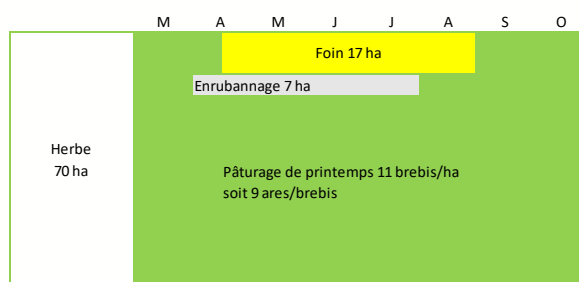 M A M J J A S O
Foin 17 ha
Enrubannage 7 ha
Herbe
70 ha
Pâturage de printemps 11 brebis/ha
soit 9 ares/brebis